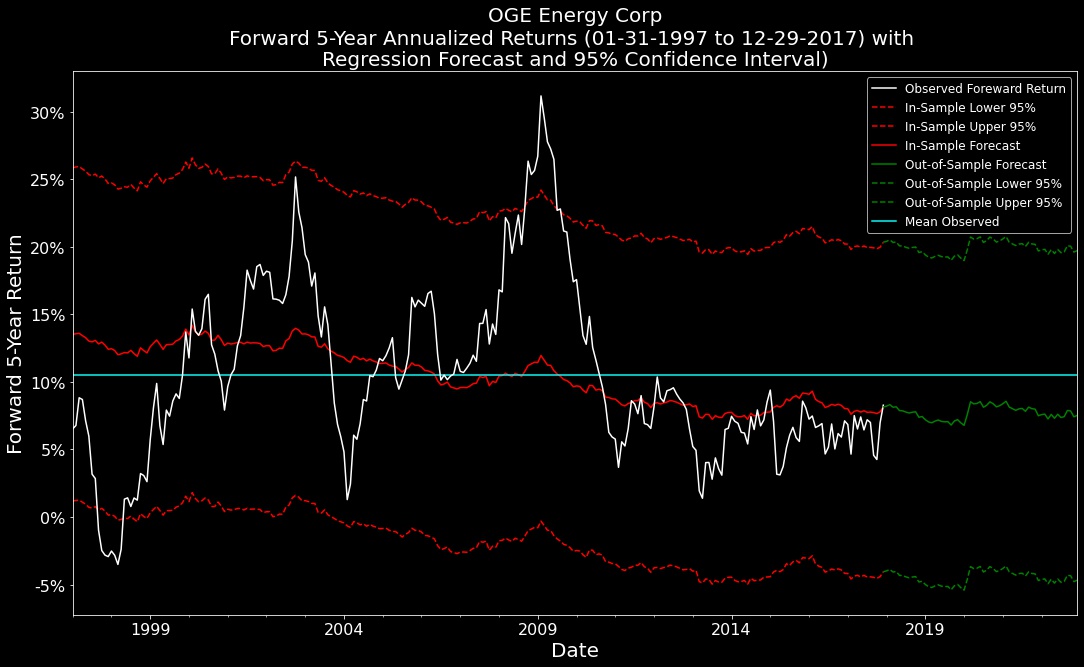 OGE Energy Corp
Forward 5-Year Annualized Returns (01-31-1997 to 12-29-2017) with
Regression Forecast and 95% Confidence Interval)
Observed Foreward Return
In-Sample Lower 95%
In-Sample Upper 95%
In-Sample Forecast
Out-of-Sample Forecast
Out-of-Sample Lower 95%
Out-of-Sample Upper 95%
Mean Observed
Forward 5-Year Return
30%
25%
20%
15%
10%
5%
0%
-5%
1999
2004
2009
2014
2019
Date